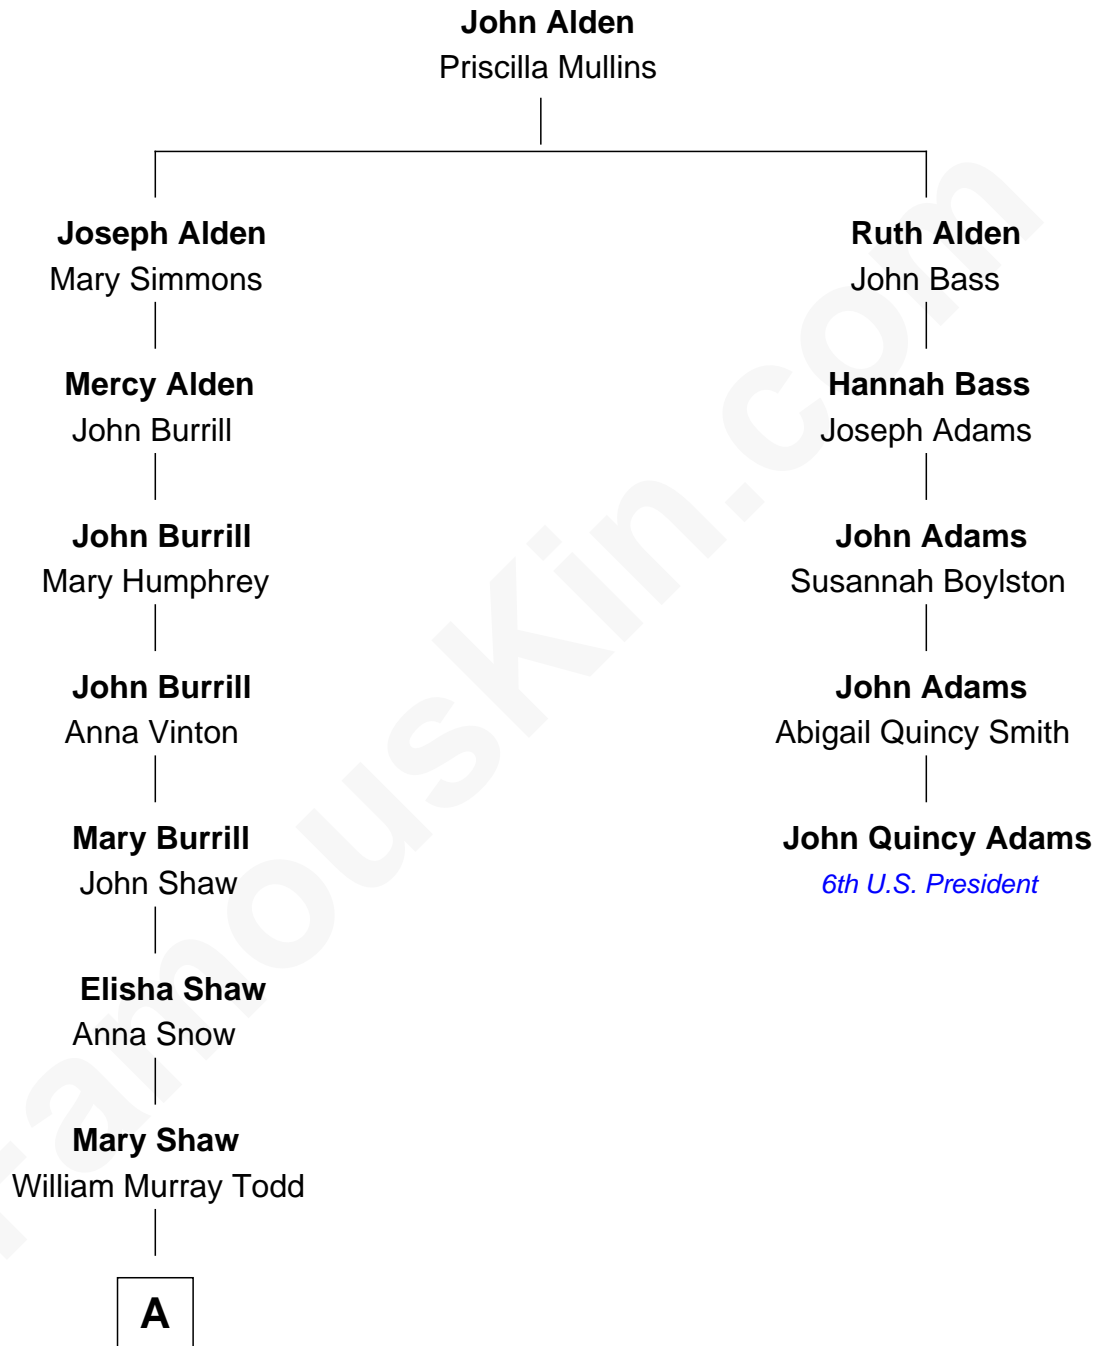 John Alden
Priscilla Mullins
Joseph Alden
Mary Simmons
Mercy Alden
John Burrill
John Burrill
Mary Humphrey
John Burrill
Anna Vinton
Mary Burrill
John Shaw
Elisha Shaw
Anna Snow
Mary Shaw
William Murray Todd
A
Ruth Alden
John Bass
Hannah Bass
Joseph Adams
John Adams
Susannah Boylston
John Adams
Abigail Quincy Smith
John Quincy Adams
6th U.S. President
FamousKin.com